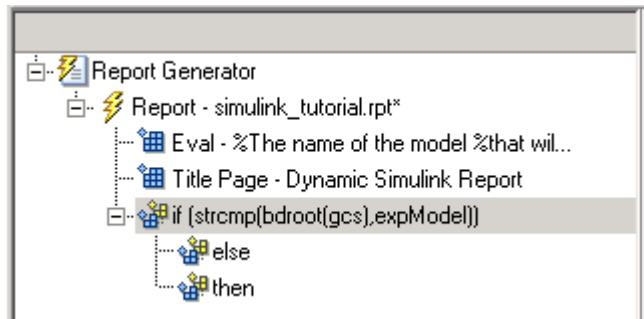 Report Generator
Report - simulink_tutorial.rpt*
Eval - %The name of the model %that wil...
Title Page - Dynamic Simulink Report
if (strcmp(bdroot(gcs),expModel))
else
then